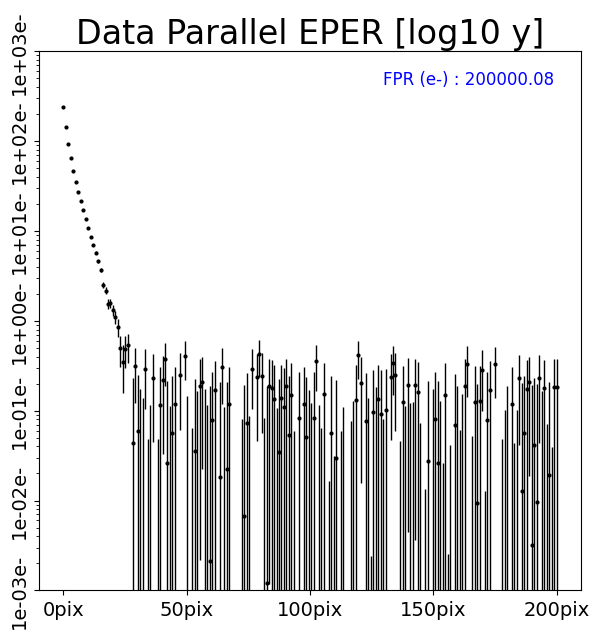 Data Parallel EPER [log10 y]
FPR (e-) : 200000.08
1e+03e-
1e+02e-
1e+01e-
1e+00e-
1e-01e-
1e-02e-
1e-03e-
0pix 50pix 100pix 150pix 200pix